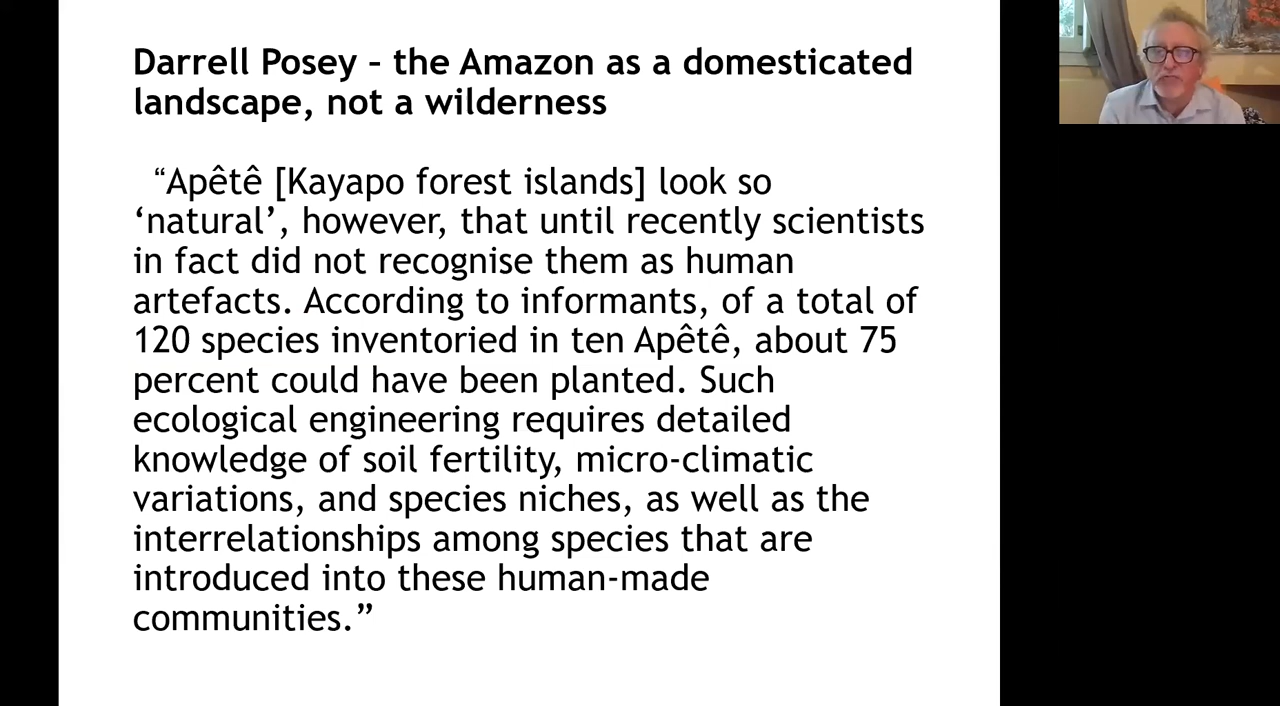 Darrell Posey – the Amazon as a domesticated
landscape, not a wilderness
“Apêtê [Kayapo forest islands] look so
‘natural’, however, that until recently scientists
in fact did not recognise them as human
artefacts. According to informants, of a total of
120 species inventoried in ten Apêtê, about 75
percent could have been planted. Such
ecological engineering requires detailed
knowledge of soil fertility, micro-climatic
variations, and species niches, as well as the
interrelationships among species that are
introduced into these human-made
communities.”